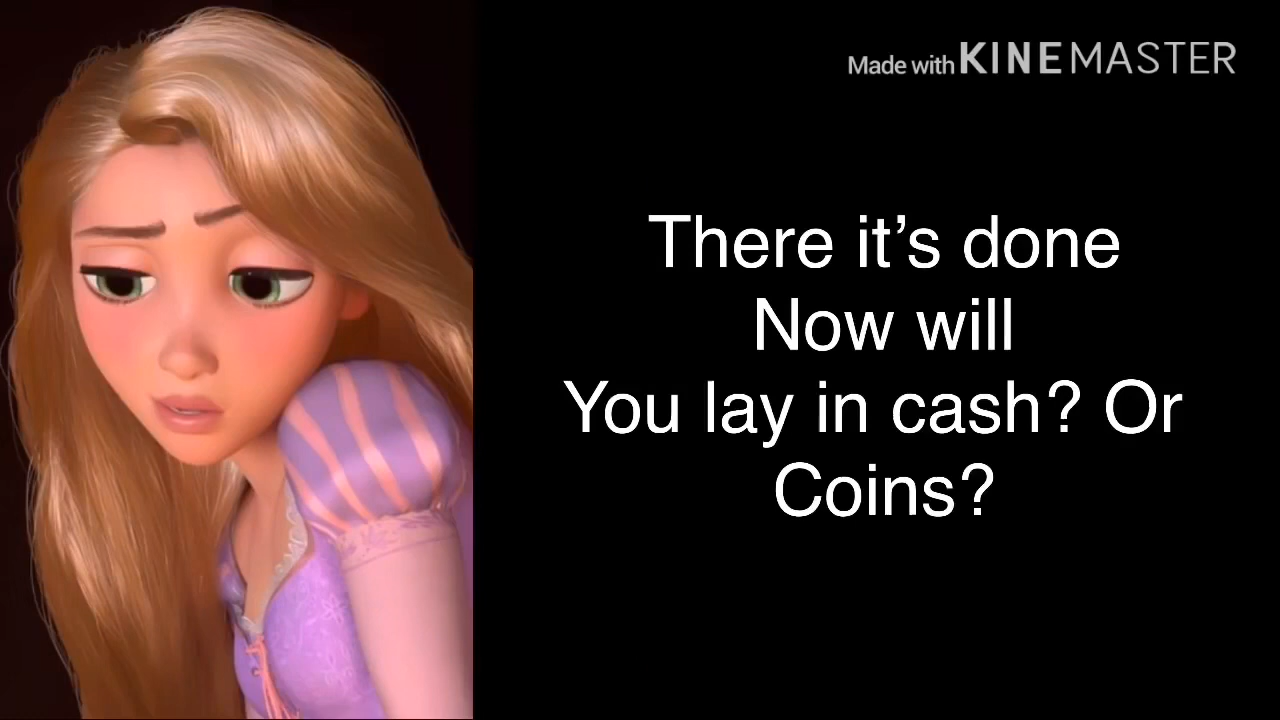 Made with KINEMASTER
There it’s done
Now will
You lay in cash? Or
Coins?